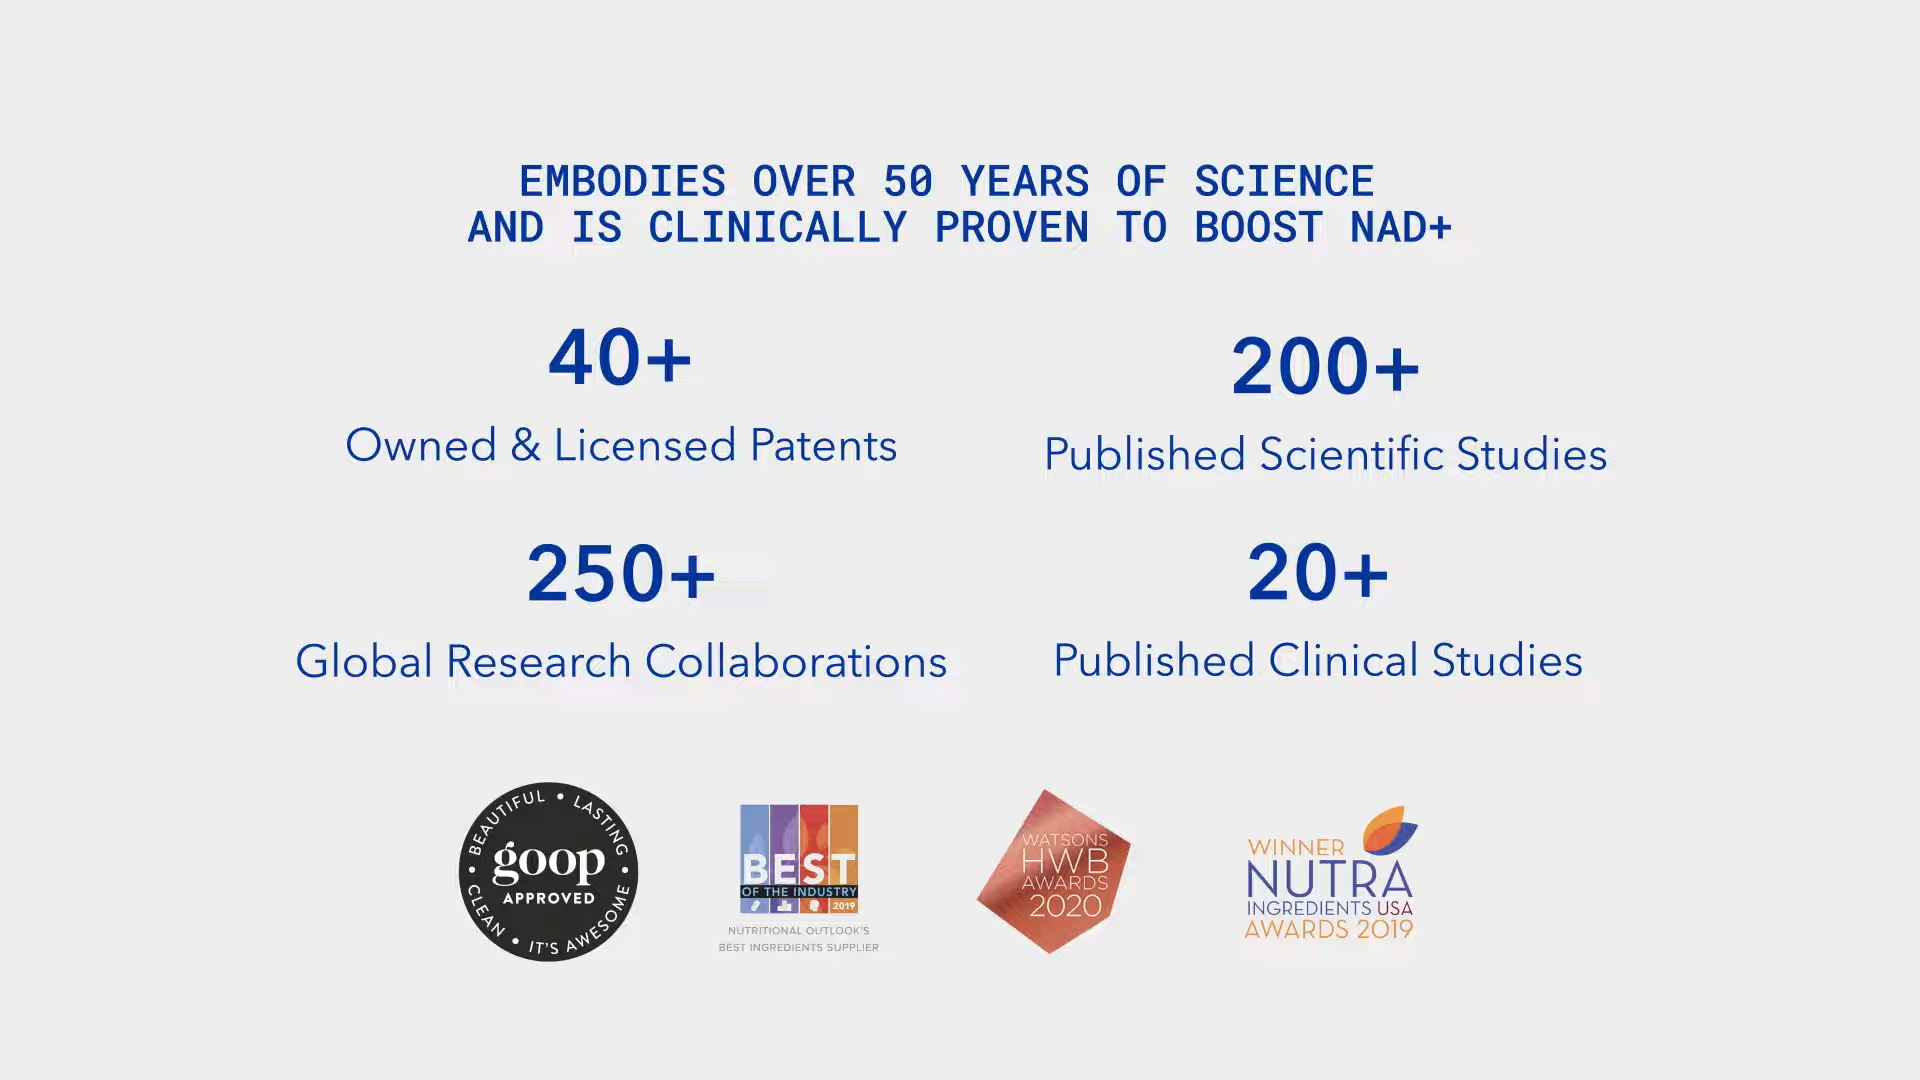 EMBODIES OVER 50 YEARS OF SCIENCE
AND IS CLINICALLY PROVEN TO BOOST NAD+
40+
Owned & Licensed Patents
200+
Published Scientific Studies
250+
Global Research Collaborations
20+
Published Clinical Studies
BEAUTIFUL • LASTING
goop
APPROVED
CLEAN • IT'S AWESOME
BEST
OF THE INDUSTRY
2019
NUTRITIONAL OUTLOOK'S
BEST INGREDIENTS SUPPLIER
WATSONS
HWB
AWARDS
2020
WINNER
NUTRA
INGREDIENTS USA
AWARDS 2019